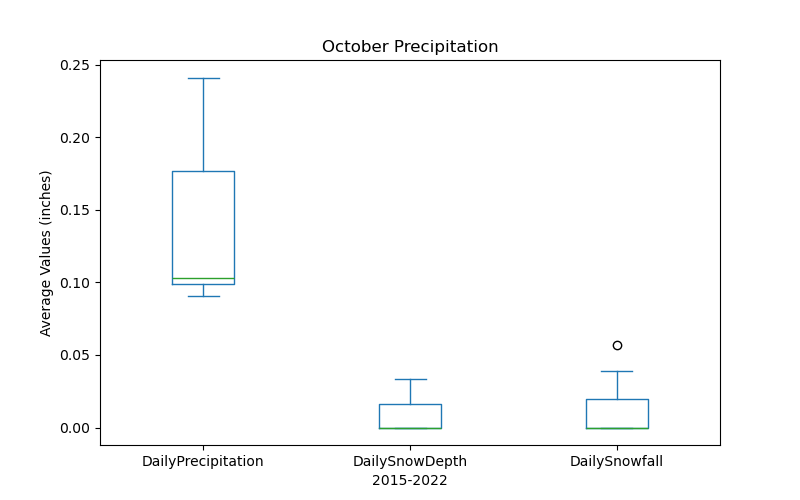 October Precipitation
Average Values (inches)
0.25
0.20
0.15
0.10
0.05
0.00
DailyPrecipitation DailySnowDepth DailySnowfall
2015-2022